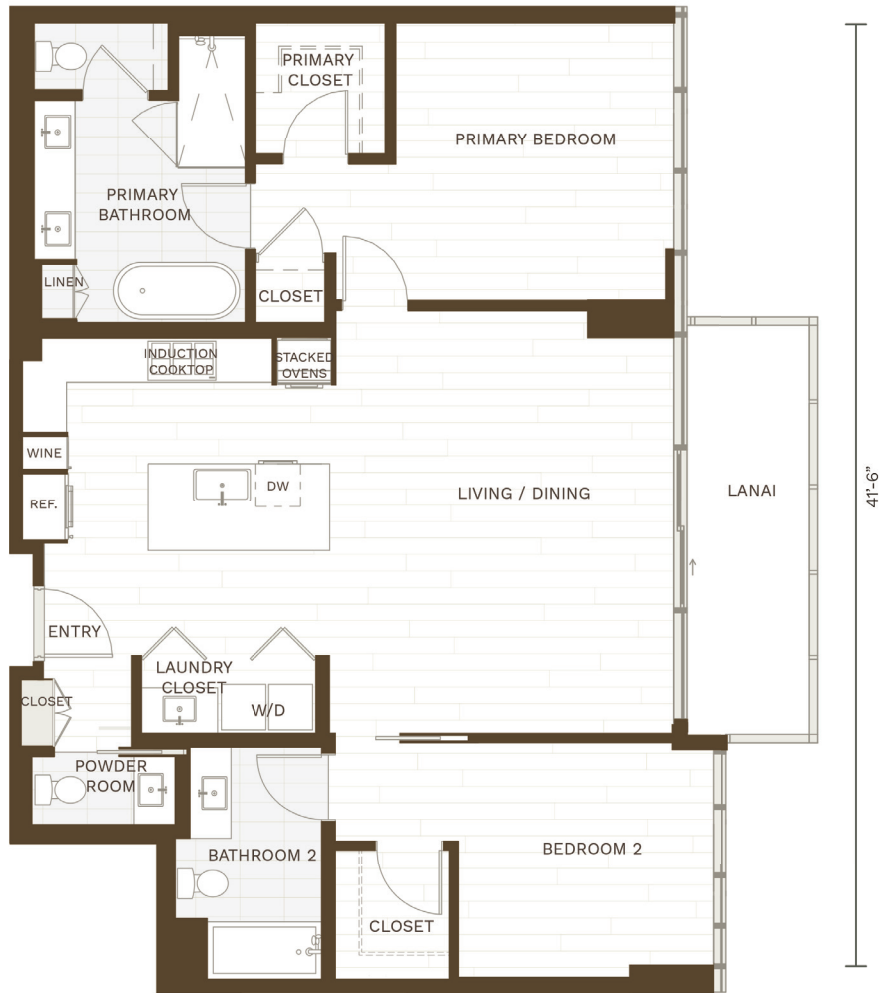 PRIMARY
CLOSET
PRIMARY BEDROOM
PRIMARY
BATHROOM
LINEN
CLOSET
INDUCTION
COOKTOP
STACKED
OVENS
WINE
REF.
DW
LIVING / DINING
LANAI
41'-6"
ENTRY
LAUNDRY
CLOSET
W/D
CLOSET
POWDER
ROOM
BATHROOM 2
BEDROOM 2
CLOSET